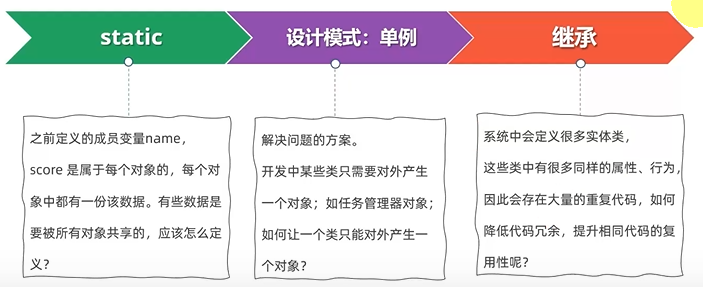 static
设计模式：单例
继承
之前定义的成员变量name，
score 是属于每个对象的，每个对
象中都有一份该数据。有些数据是
要被所有对象共享的，应该怎么定
义？
解决问题的方案。
开发中某些类只需要对外产生
一个对象；如任务管理器对象；
如何让一个类只能对外产生一
个对象？
系统中会定义很多实体类，
这些类中有很多同样的属性、行为，
因此会存在大量的重复代码，如何
降低代码冗余，提升相同代码的复
用性呢？